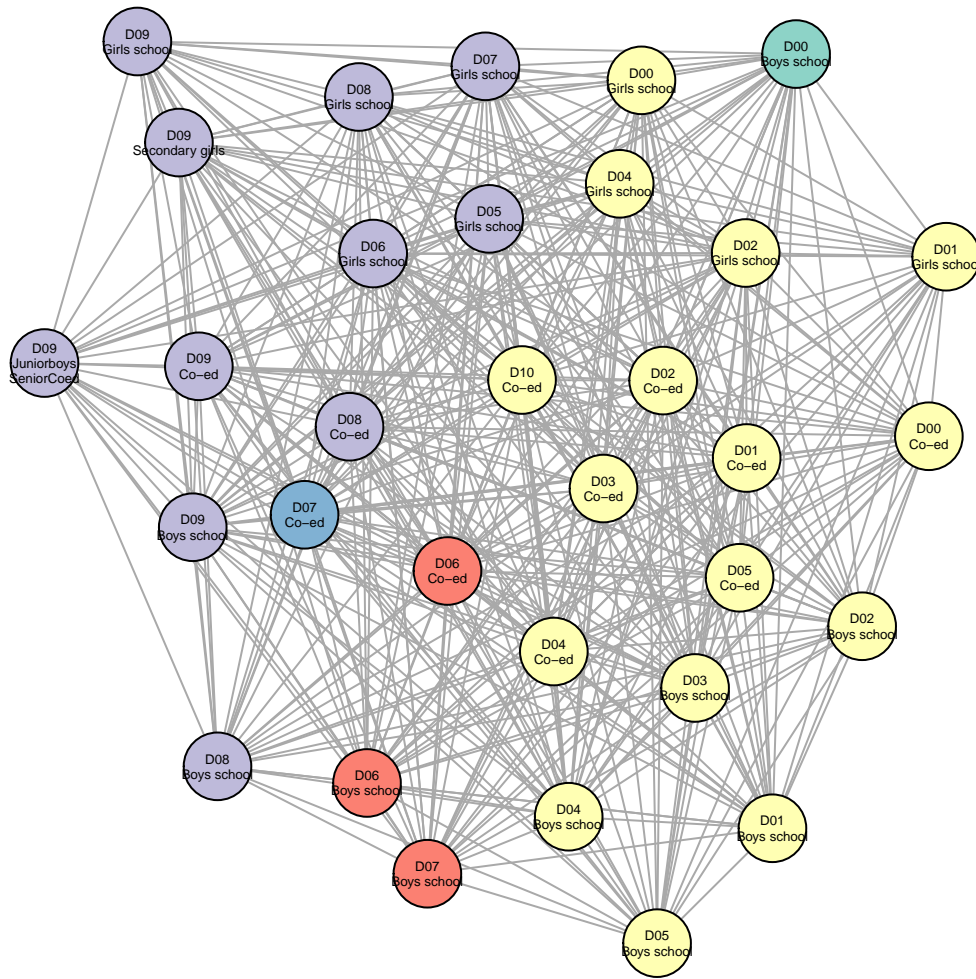 D09
Girls school
D00
Boys school
D07
Girls school
D00
Girls school
D08
Girls school
D09
Secondary girls
D04
Girls school
D05
Girls school
D06
Girls school
D02
Girls school
D01
Girls school
D09
Juniorboys
SeniorCoed
D09
Co−ed
D10
Co−ed
D02
Co−ed
D08
Co−ed
D00
Co−ed
D01
Co−ed
D03
Co−ed
D07
Co−ed
D09
Boys school
D06
Co−ed
D05
Co−ed
D02
Boys school
D04
Co−ed
D03
Boys school
D08
Boys school
D06
Boys school
D04
Boys school
D01
Boys school
D07
Boys school
D05
Boys school